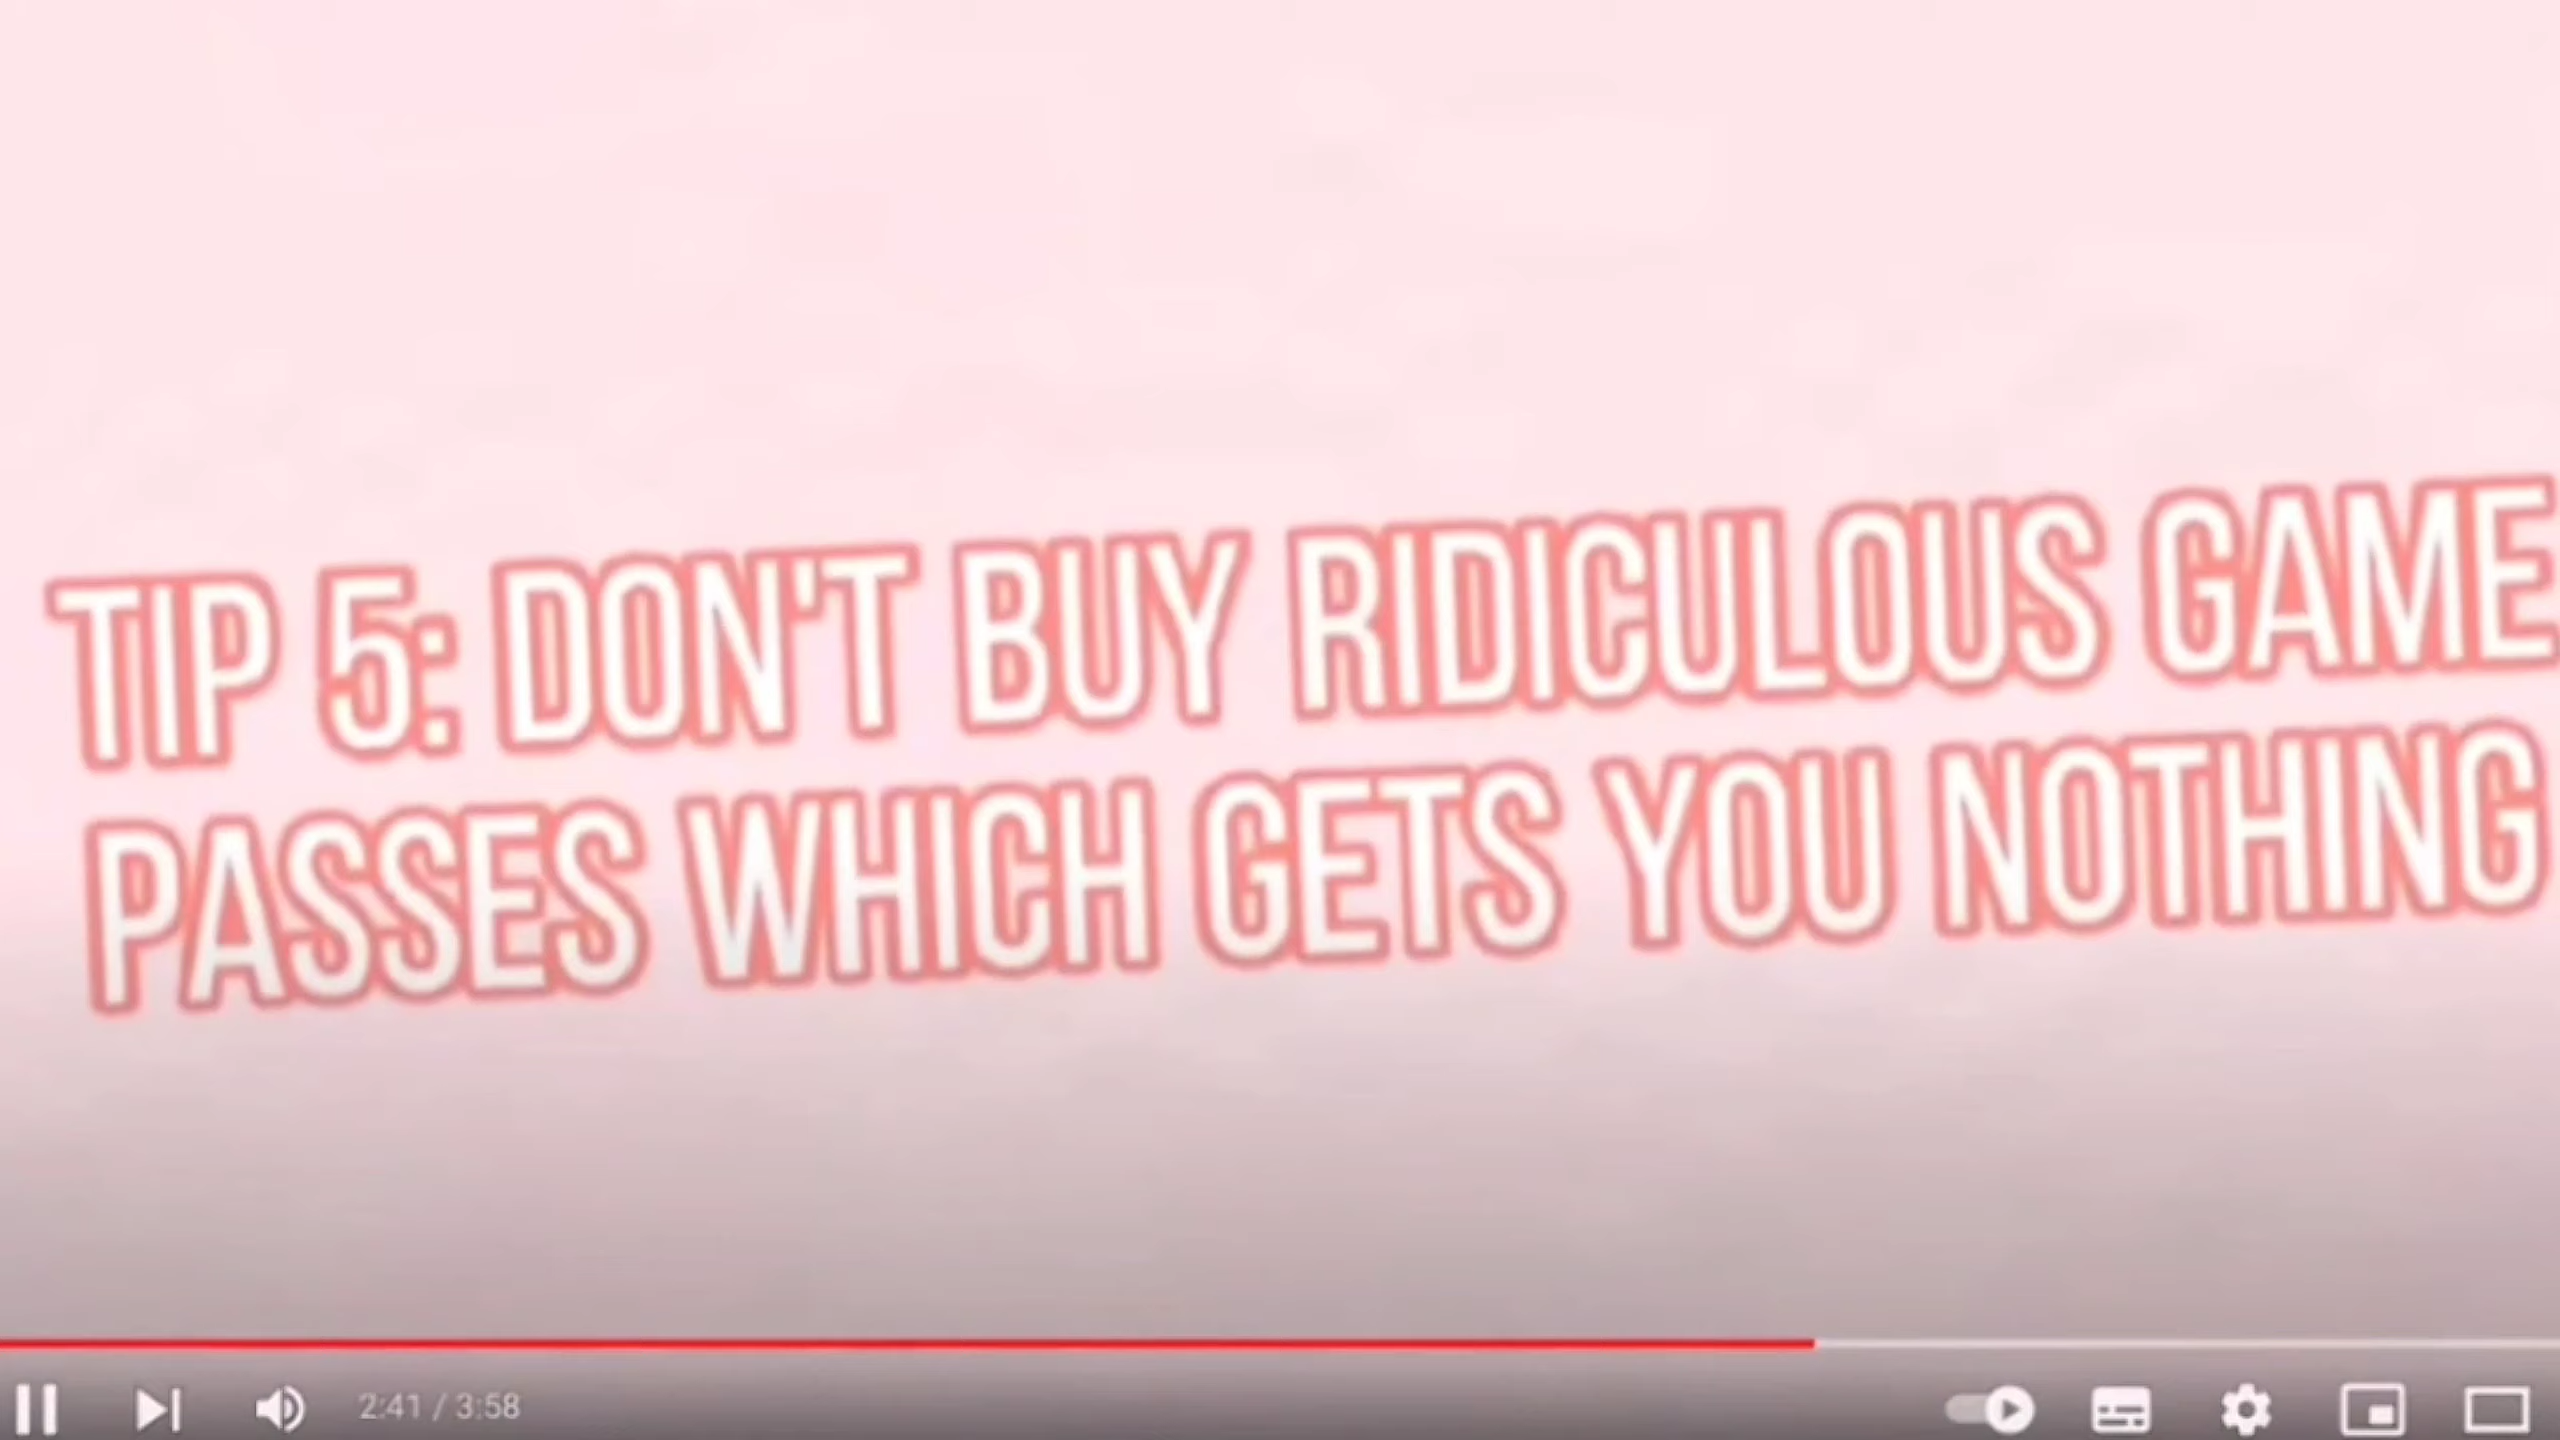 TIP 5: DON'T BUY RIDICULOUS GAME
PASSES WHICH GETS YOU NOTHING
2:41 / 3:58